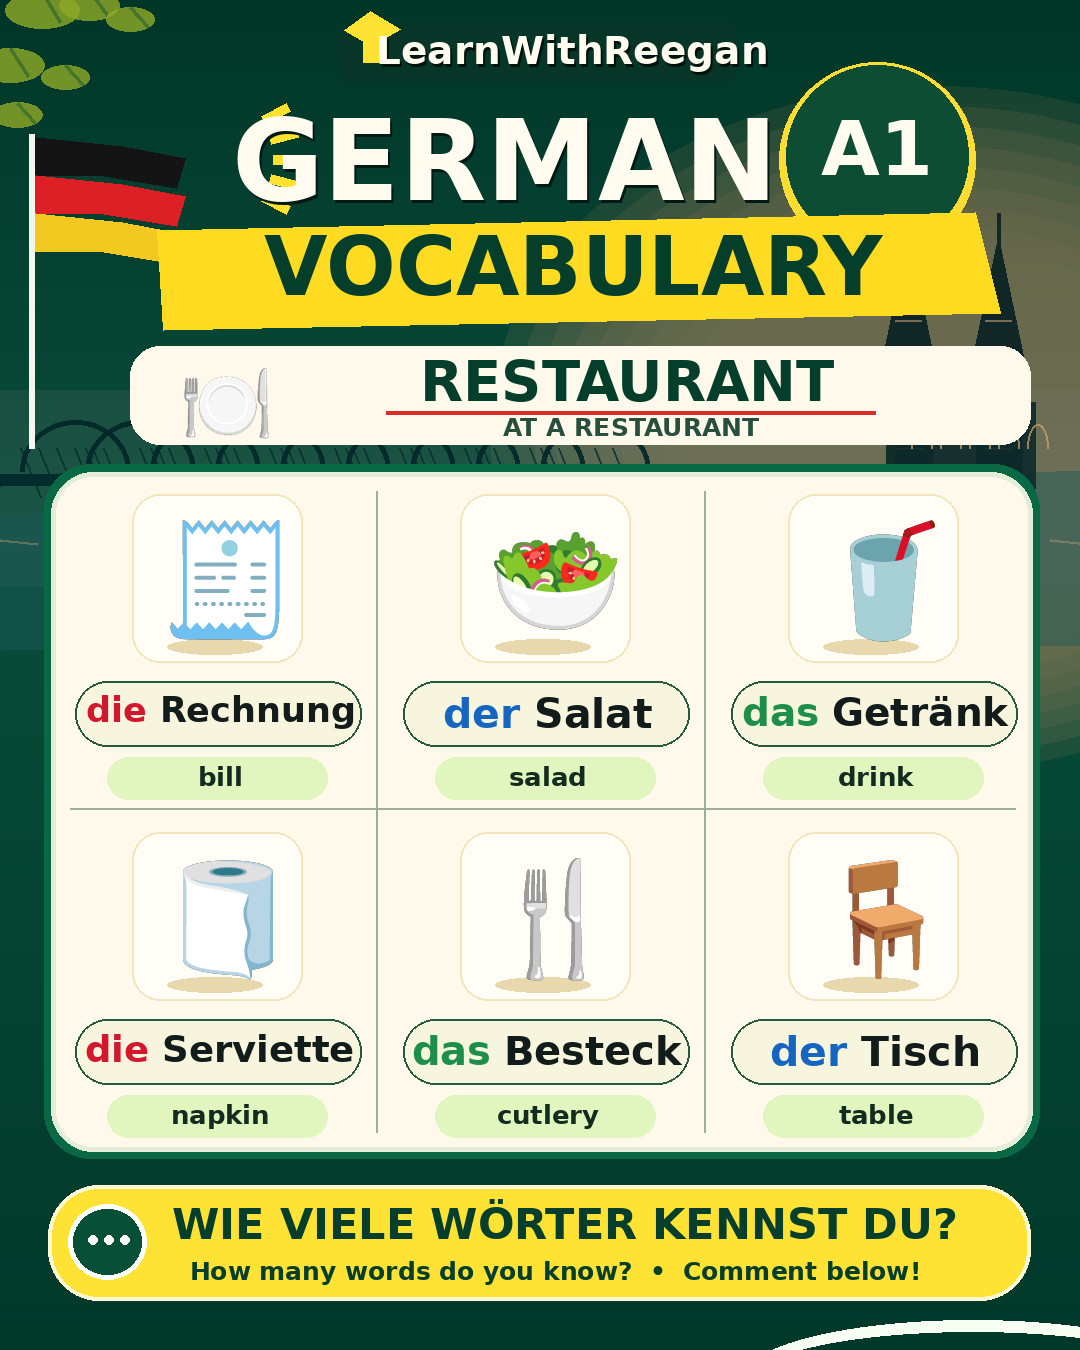 LearnWithReegan
GERMAN
A1
VOCABULARY
RESTAURANT
AT A RESTAURANT
die Rechnung
der Salat
das Getränk
bill
salad
drink
die Serviette
das Besteck
der Tisch
napkin
cutlery
table
WIE VIELE WÖRTER KENNST DU?
How many words do you know? • Comment below!